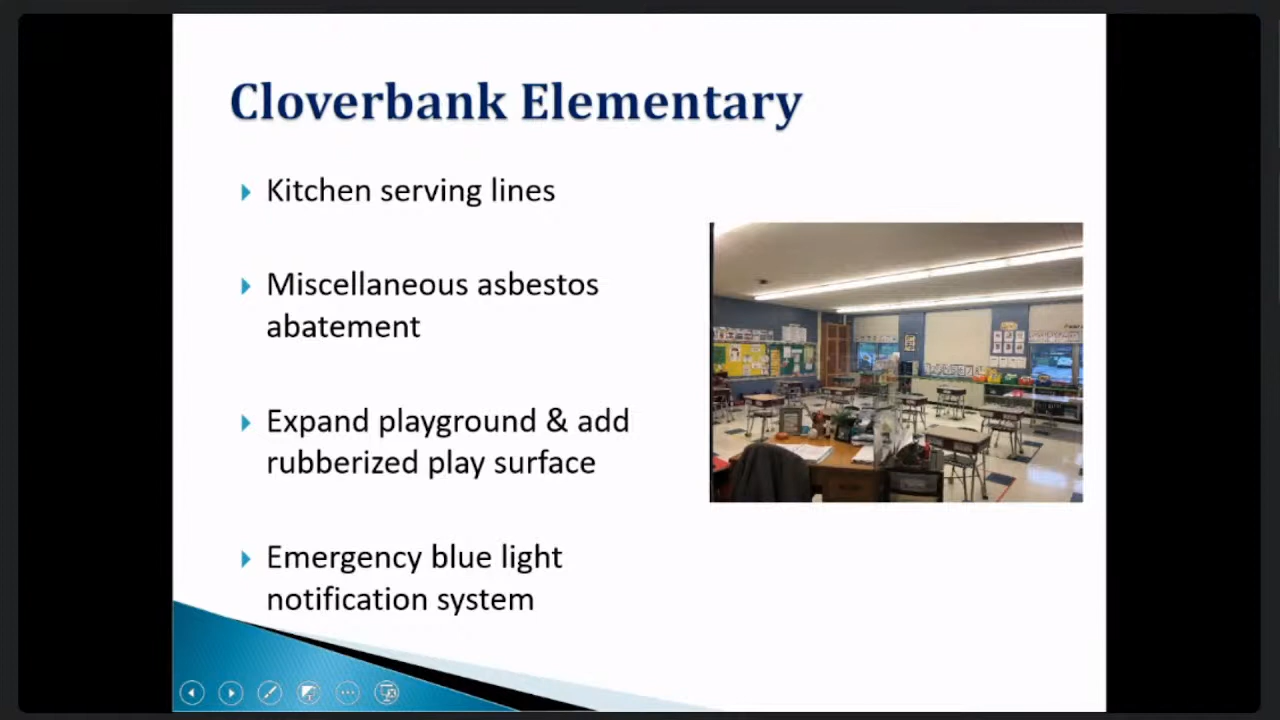 Cloverbank Elementary
Kitchen serving lines
Miscellaneous asbestos
abatement
Expand playground & add
rubberized play surface
Emergency blue light
notification system